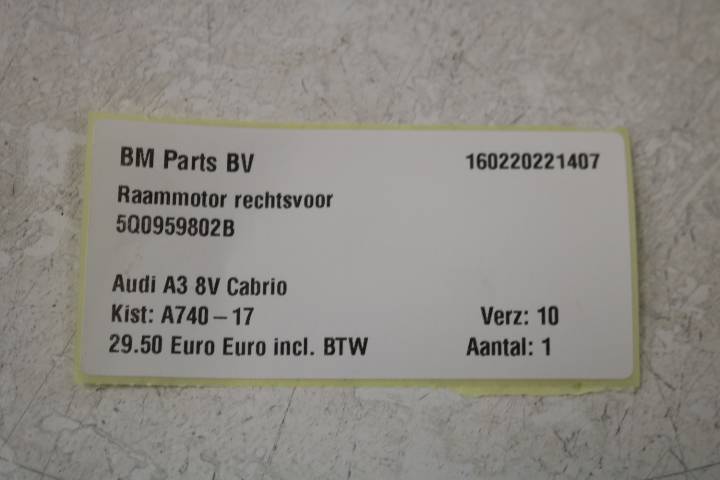 BM Parts BV 160220221407
Raammotor rechtsvoor
5Q0959802B
Audi A3 8V Cabrio
Kist: A740-17 Verz: 10
29.50 Euro Euro incl. BTW Aantal: 1